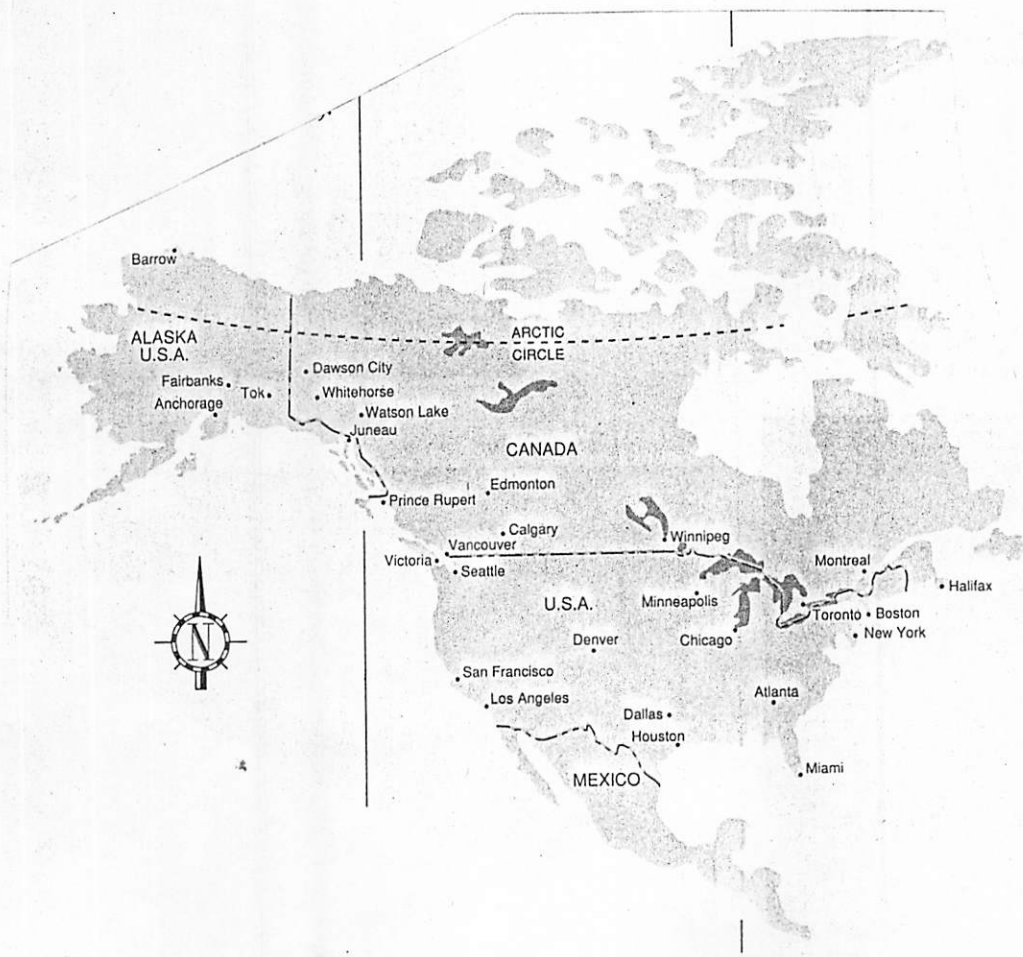 Barrow
ARCTIC
CIRCLE
ALASKA
U.S.A.
Dawson City
Fairbanks
Tok
Whitehorse
Anchorage
Watson Lake
Juneau
CANADA
Edmonton
Prince Rupert
Calgary
Winnipeg
Vancouver
Victoria
Seattle
Montreal
Halifax
U.S.A.
Minneapolis
Toronto
Boston
New York
Chicago
Denver
N
San Francisco
Los Angeles
Atlanta
Dallas
Houston
Miami
MEXICO